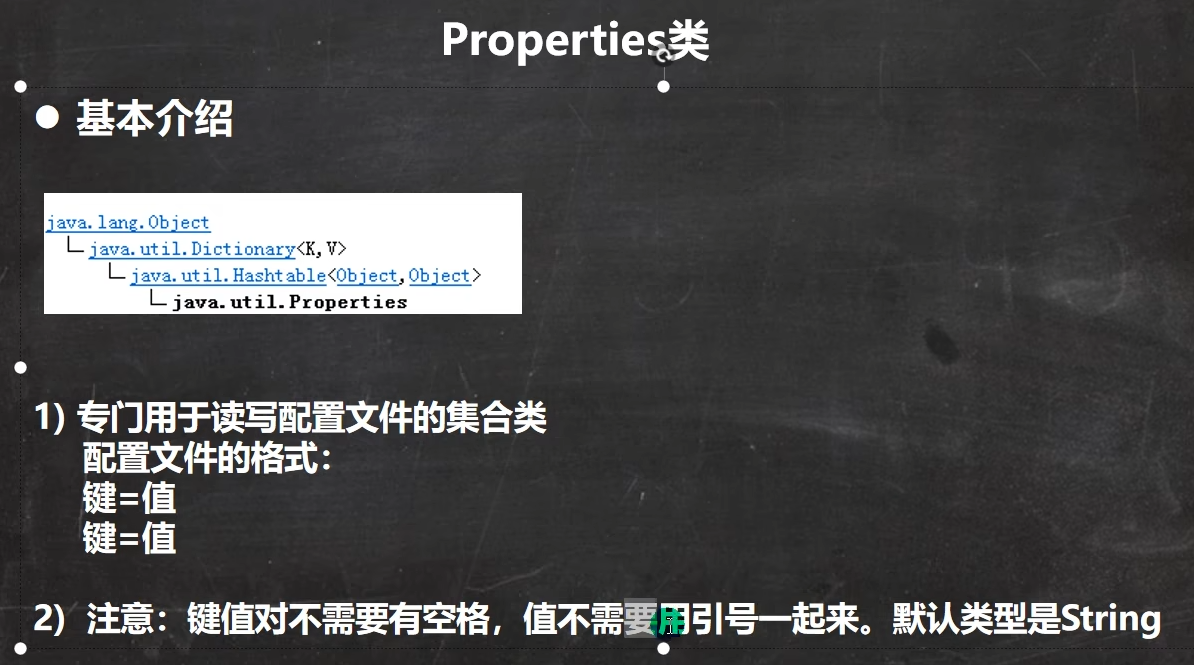 Properties类
● 基本介绍
java.lang.Object
java.util.Dictionary<K,V>
java.util.Hashtable<Object,Object>
java.util.Properties
1) 专门用于读写配置文件的集合类
配置文件的格式：
键=值
键=值
2) 注意：键值对不需要有空格，值不需要用引号一起来。默认类型是String